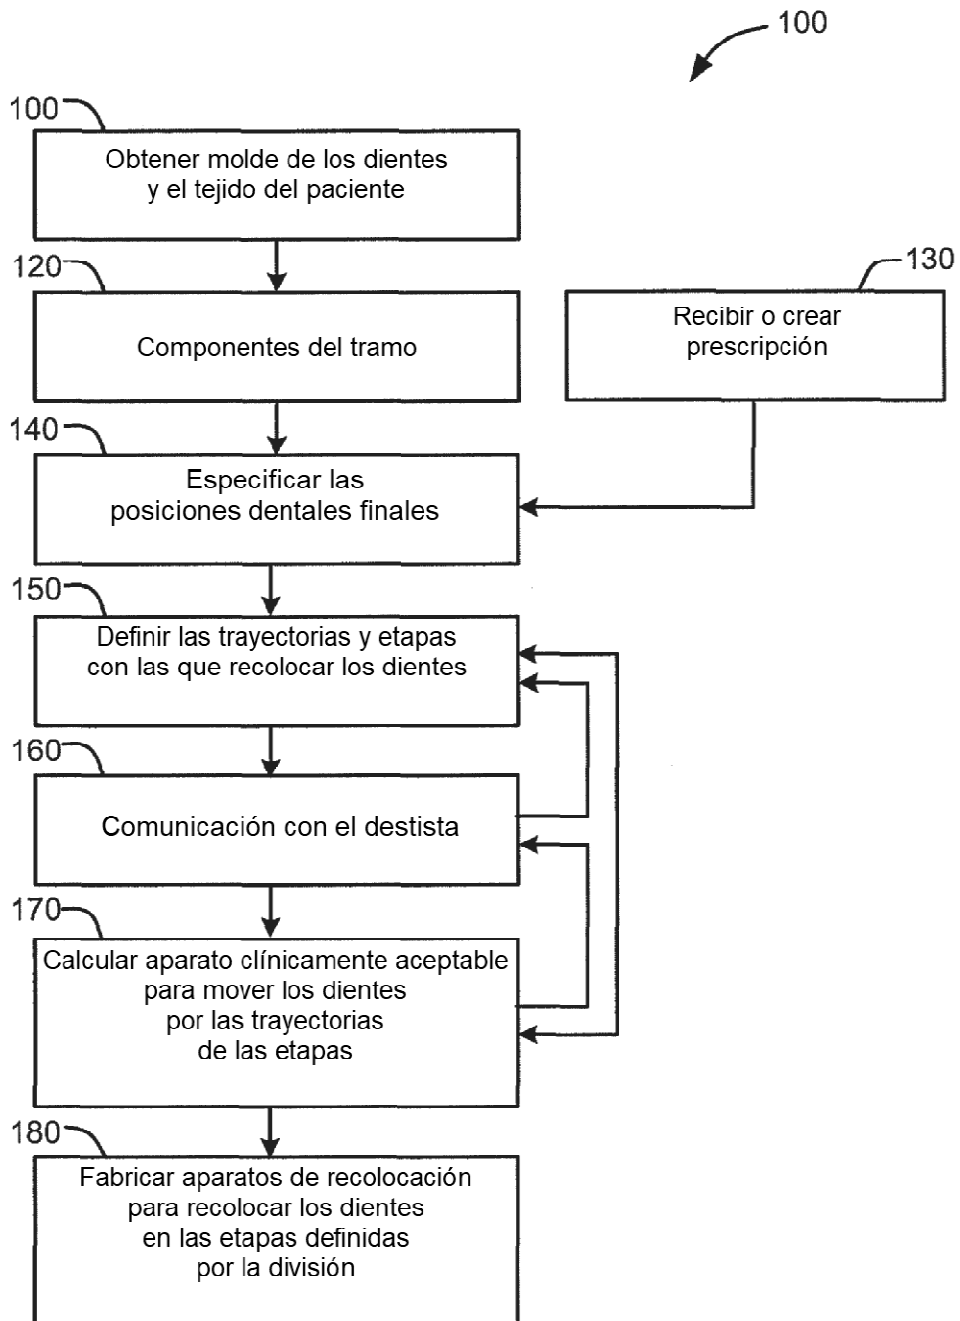 100
100
Obtener molde de los dientes
y el tejido del paciente
120
Componentes del tramo
130
Recibir o crear
prescripción
140
Especificar las
posiciones dentales finales
150
Definir las trayectorias y etapas
con las que recolocar los dientes
160
Comunicación con el destista
170
Calcular aparato clínicamente aceptable
para mover los dientes
por las trayectorias
de las etapas
180
Fabricar aparatos de recolocación
para recolocar los dientes
en las etapas definidas
por la división